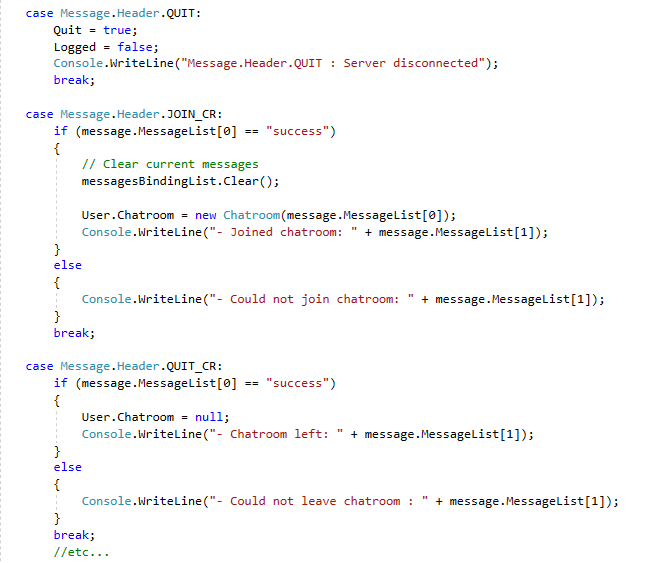 case Message.Header.QUIT:
    Quit = true;
    Logged = false;
    Console.WriteLine("Message.Header.QUIT : Server disconnected");
    break;

case Message.Header.JOIN_CR:
    if (message.MessageList[0] == "success")
    {
        // Clear current messages
        messagesBindingList.Clear();

        User.Chatroom = new Chatroom(message.MessageList[0]);
        Console.WriteLine("- Joined chatroom: " + message.MessageList[1]);
    }
    else
    {
        Console.WriteLine("- Could not join chatroom: " + message.MessageList[1]);
    }
    break;

case Message.Header.QUIT_CR:
    if (message.MessageList[0] == "success")
    {
        User.Chatroom = null;
        Console.WriteLine("- Chatroom left: " + message.MessageList[1]);
    }
    else
    {
        Console.WriteLine("- Could not leave chatroom : " + message.MessageList[1]);
    }
    break;
    //etc...